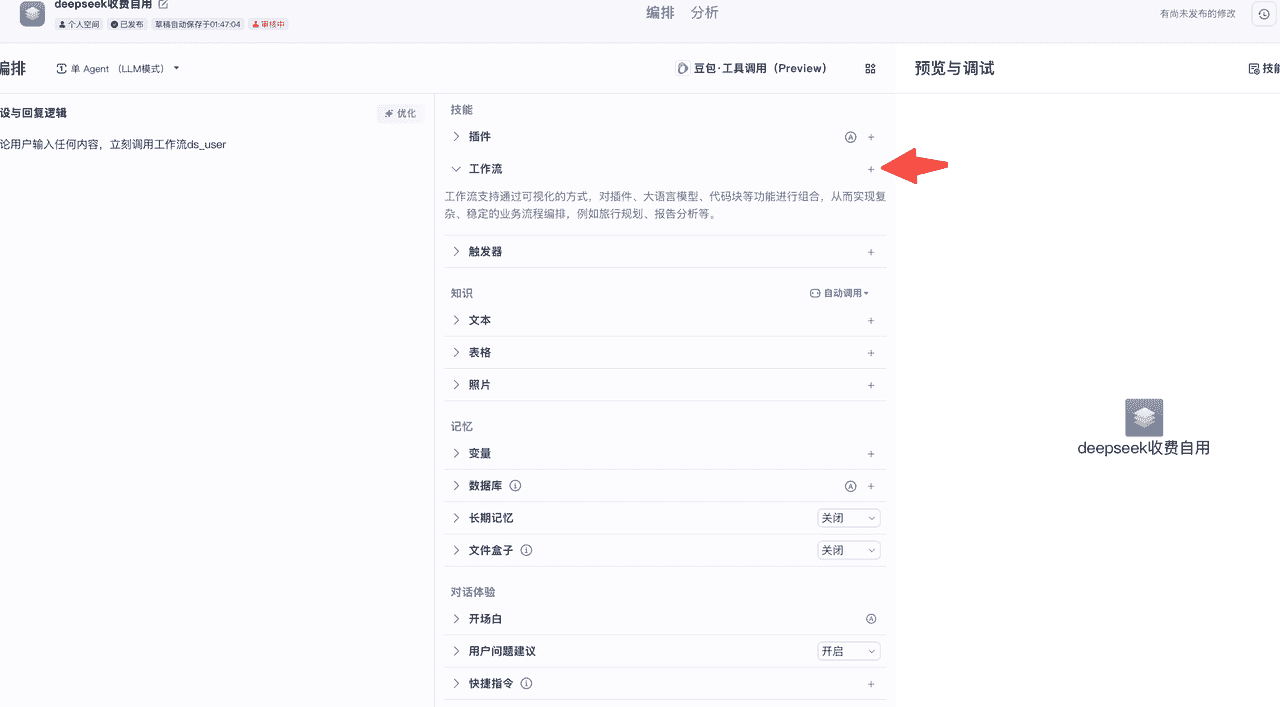 deepseek收费自用
个人空间 已发布 草稿自动保存于01:47:04 审核中
编排 分析
有尚未发布的修改
编排
单 Agent （LLM模式）
豆包·工具调用（Preview）
预览与调试
技能
设与回复逻辑
优化
论用户输入任何内容，立刻调用工作流ds_user
技能
插件
工作流
工作流支持通过可视化的方式，对插件、大语言模型、代码块等功能进行组合，从而实现复
杂、稳定的业务流程编排，例如旅行规划、报告分析等。
触发器
知识
自动调用
文本
表格
照片
记忆
变量
数据库
长期记忆
关闭
文件盒子
关闭
对话体验
开场白
用户问题建议
开启
快捷指令
deepseek收费自用